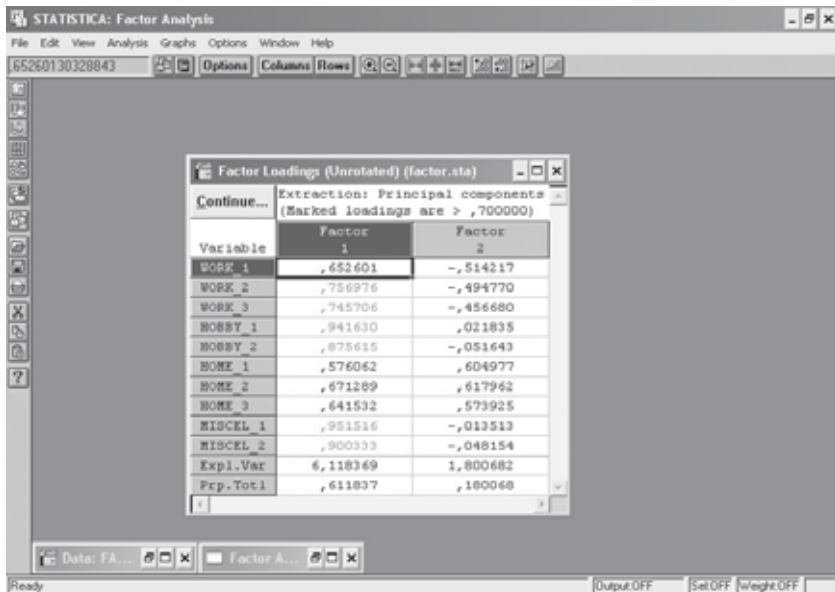 STATISTICA: Factor Analysis
File Edit View Analysis Graphs Options Window Help
,65260130328843 Options Columns Rows
Factor Loadings (Unrotated) (factor.sta)
Continue... Extraction: Principal components
(Marked loadings are > ,700000)
Factor Factor
Variable 1 2
WORK_1 ,652601 -,514217
WORK_2 ,756976 -,494770
WORK_3 ,745706 -,456680
HOBBY_1 ,941630 ,021835
HOBBY_2 ,875615 -,051643
HOME_1 ,576062 ,604977
HOME_2 ,671289 ,617962
HOME_3 ,641532 ,573925
MISCEL_1 ,951516 -,013513
MISCEL_2 ,900333 -,048154
Expl.Var 6,118369 1,800682
Prp.Totl ,611837 ,180068
Data: FA... Factor A...
Ready Output:OFF Sel:OFF Weight:OFF